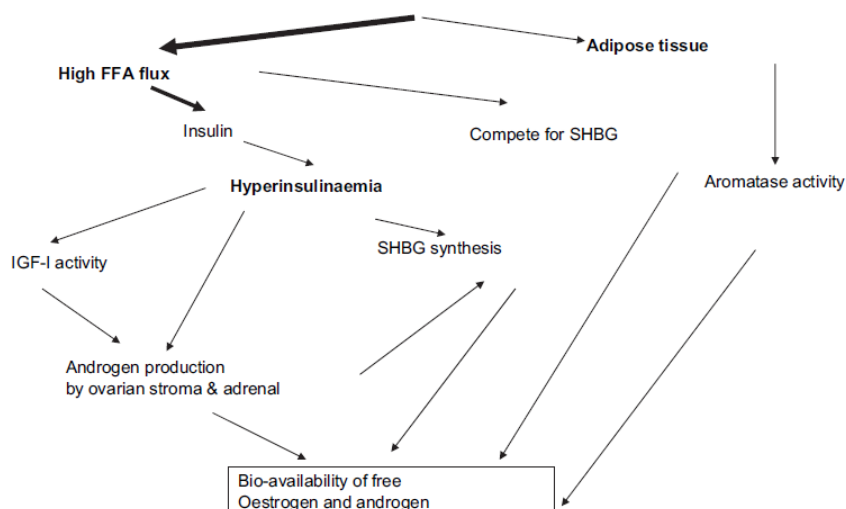 Adipose tissue
High FFA flux
Insulin
Compete for SHBG
Hyperinsulinaemia
Aromatase activity
SHBG synthesis
IGF-I activity
Androgen production
by ovarian stroma & adrenal
Bio-availability of free
Oestrogen and androgen